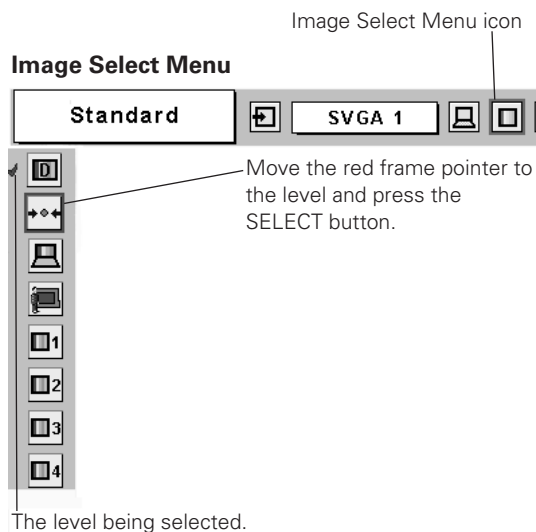 Image Select Menu icon
Image Select Menu
Standard
SVGA 1
D
Move the red frame pointer to
the level and press the
SELECT button.
1
2
3
4
The level being selected.